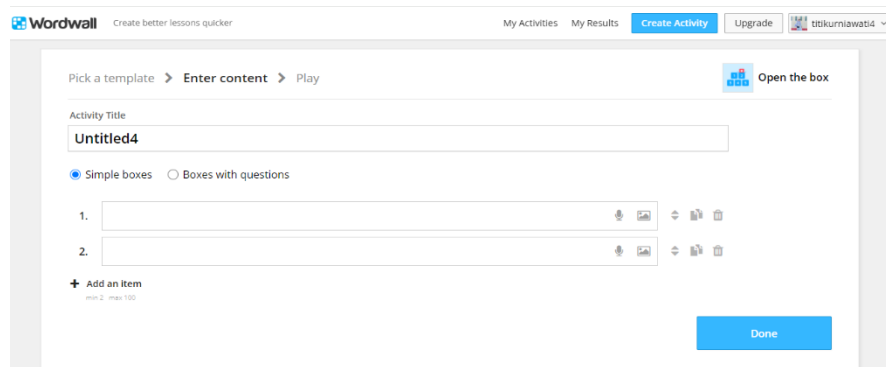 Wordwall Create better lessons quicker My Activities My Results Create Activity Upgrade titikurniawati4
Pick a template > Enter content > Play Open the box
Activity Title
Untitled4
Simple boxes Boxes with questions
1.
2.
+ Add an item
min 2 max 100
Done